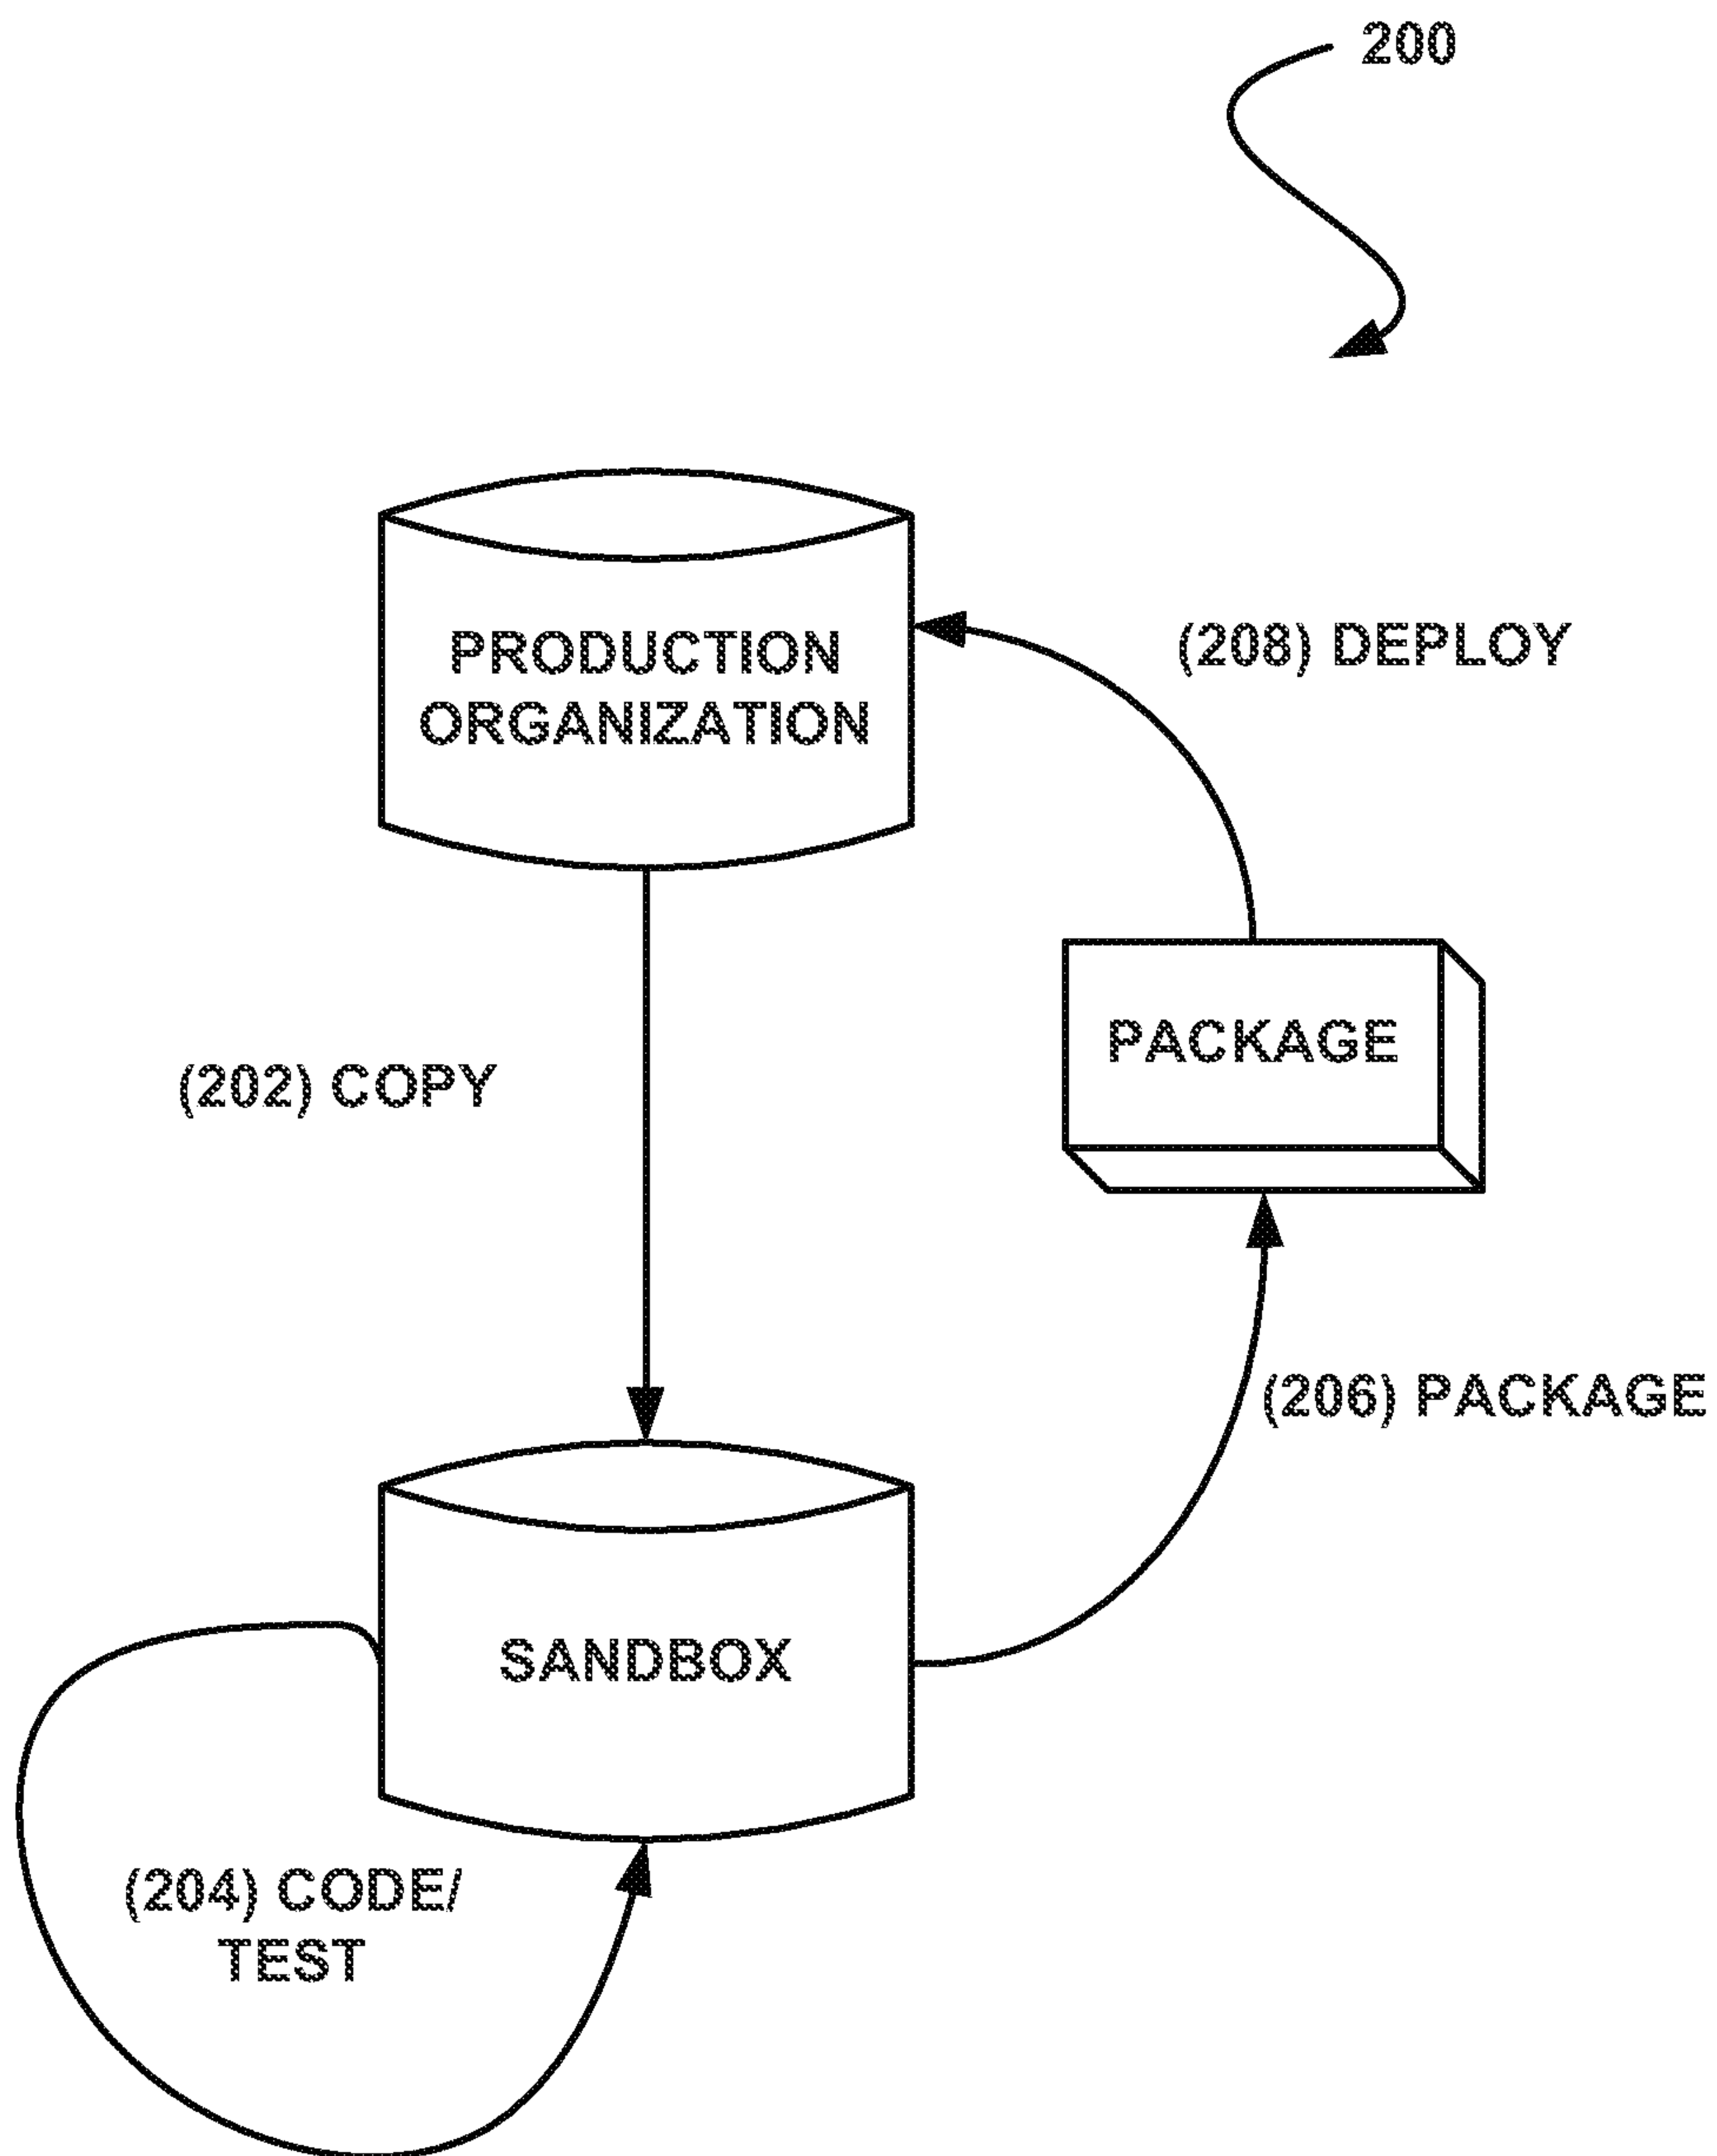 200
PRODUCTION
ORGANIZATION
(208) DEPLOY
PACKAGE
(202) COPY
(206) PACKAGE
SANDBOX
(204) CODE/
TEST